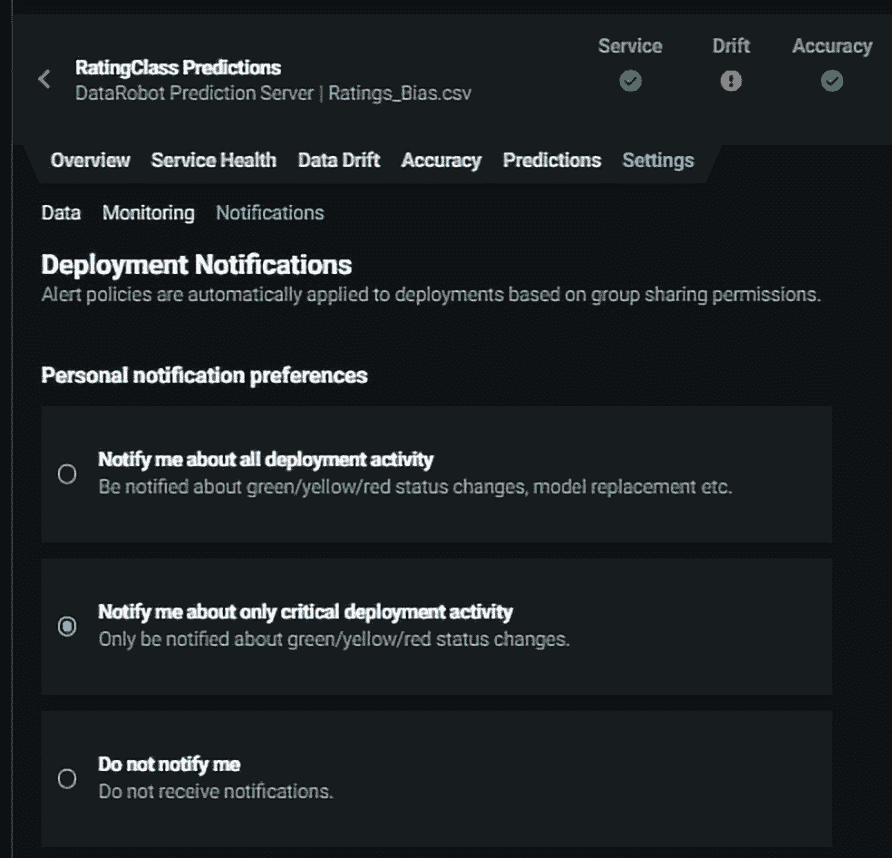 Service Drift Accuracy
RatingClass Predictions
DataRobot Prediction Server | Ratings_Bias.csv
Overview Service Health Data Drift Accuracy Predictions Settings
Data Monitoring Notifications
Deployment Notifications
Alert policies are automatically applied to deployments based on group sharing permissions.
Personal notification preferences
Notify me about all deployment activity
Be notified about green/yellow/red status changes, model replacement etc.
Notify me about only critical deployment activity
Only be notified about green/yellow/red status changes.
Do not notify me
Do not receive notifications.